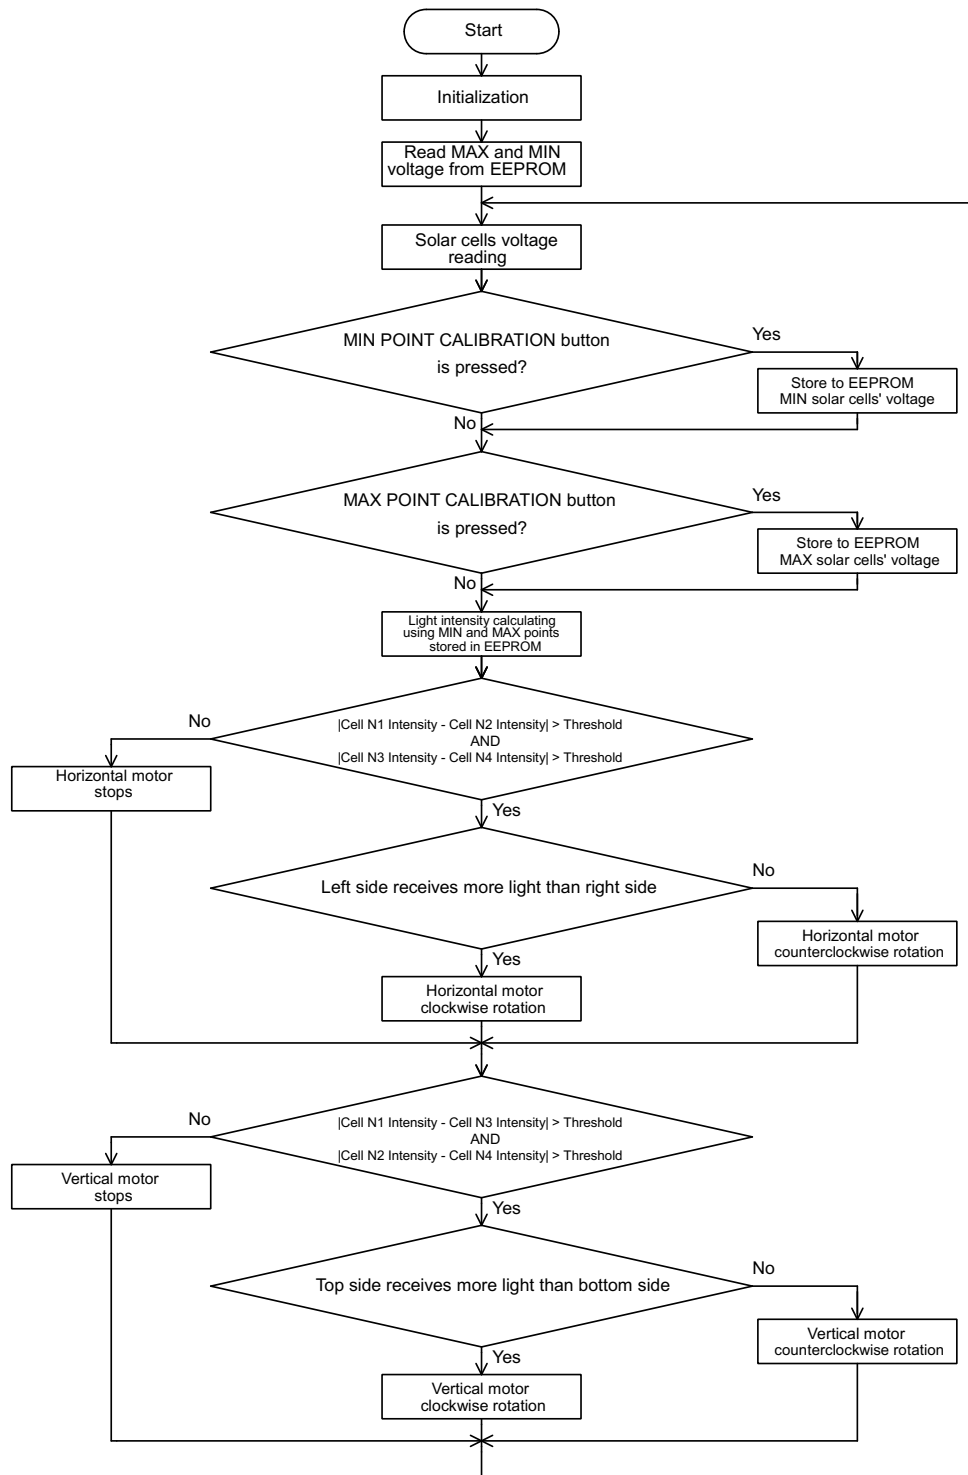 Start
Initialization
Read MAX and MIN
voltage from EEPROM
Solar cells voltage
reading
MIN POINT CALIBRATION button
is pressed?
Yes
Store to EEPROM
MIN solar cells' voltage
No
MAX POINT CALIBRATION button
is pressed?
Yes
Store to EEPROM
MAX solar cells' voltage
No
Light intensity calculating
using MIN and MAX points
stored in EEPROM
No
|Cell N1 Intensity - Cell N2 Intensity| > Threshold
AND
|Cell N3 Intensity - Cell N4 Intensity| > Threshold
Horizontal motor
stops
Yes
Left side receives more light than right side
No
Horizontal motor
counterclockwise rotation
Yes
Horizontal motor
clockwise rotation
No
|Cell N1 Intensity - Cell N3 Intensity| > Threshold
AND
|Cell N2 Intensity - Cell N4 Intensity| > Threshold
Vertical motor
stops
Yes
Top side receives more light than bottom side
No
Vertical motor
counterclockwise rotation
Yes
Vertical motor
clockwise rotation